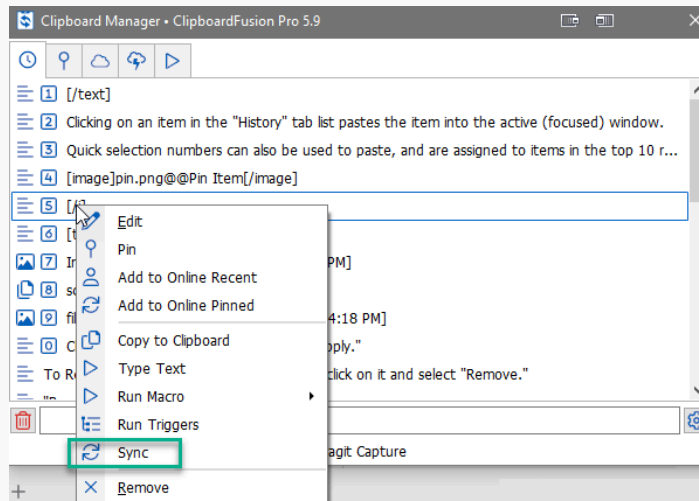 Clipboard Manager • ClipboardFusion Pro 5.9
1 [/text]
2 Clicking on an item in the "History" tab list pastes the item into the active (focused) window.
3 Quick selection numbers can also be used to paste, and are assigned to items in the top 10 r...
4 [image]pin.png@@Pin Item[/image]
5 [/
6 [t
7 PM]
8
9 4:18 PM]
0 pply."
To R click on it and select "Remove."
Edit
Pin
Add to Online Recent
Add to Online Pinned
Copy to Clipboard
Type Text
Run Macro
Run Triggers
Sync
agit Capture
Remove